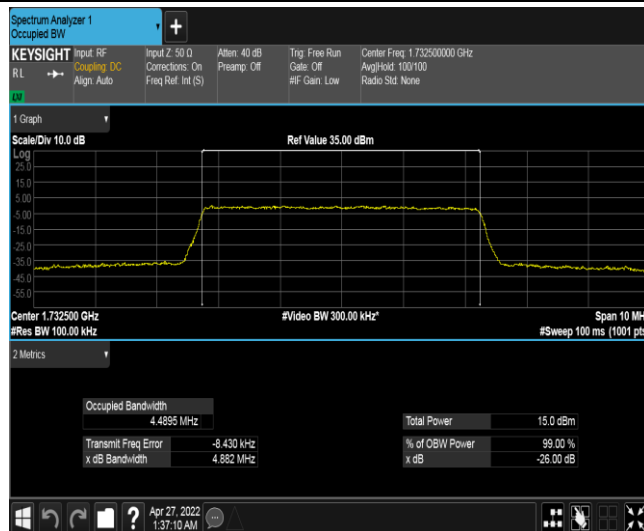 Spectrum Analyzer 1
Occupied BW
+
KEYSIGHT
RL
Input: RF
Coupling: DC
Align: Auto
Input Z: 50 Ω
Corrections: On
Freq Ref: Int (S)
Atten: 40 dB
Preamp: Off
Trig: Free Run
Gate: Off
#IF Gain: Low
Center Freq: 1.732500000 GHz
Avg|Hold: 100/100
Radio Std: None
1 Graph
Scale/Div 10.0 dB
Ref Value 35.00 dBm
Log
25.0
15.0
5.00
-5.00
-15.0
-25.0
-35.0
-45.0
-55.0
Center 1.732500 GHz
#Video BW 300.00 kHz*
Span 10 MH
#Res BW 100.00 kHz
#Sweep 100 ms (1001 pts
2 Metrics
Occupied Bandwidth
4.4895 MHz
Total Power 15.0 dBm
Transmit Freq Error -8.430 kHz
% of OBW Power 99.00 %
x dB Bandwidth 4.882 MHz
x dB -26.00 dB
?
Apr 27, 2022
1:37:10 AM